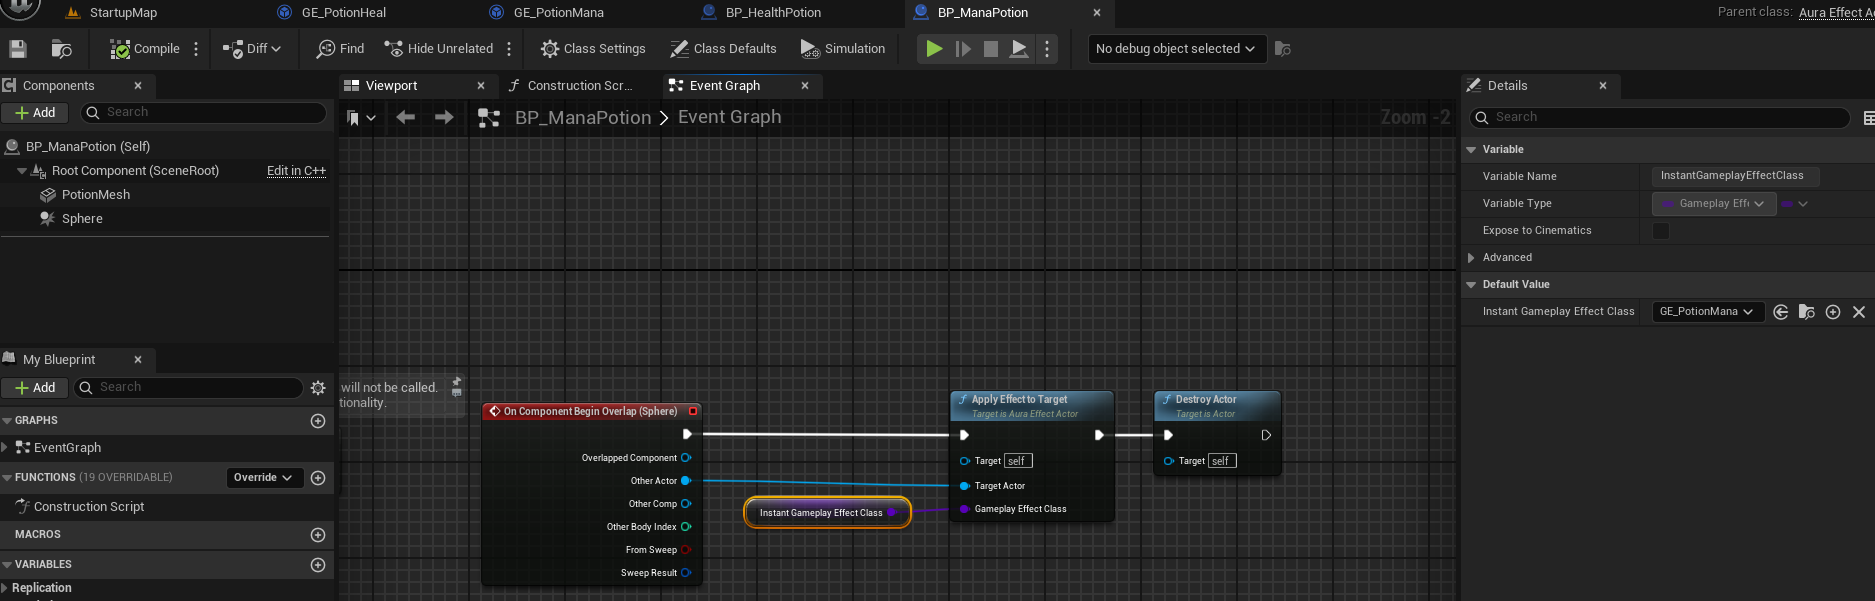 StartupMap
GE_PotionHeal
GE_PotionMana
BP_HealthPotion
BP_ManaPotion
Parent class: Aura Effect Ac
Compile
Diff
Find
Hide Unrelated
Class Settings
Class Defaults
Simulation
No debug object selected
Components
Add
Search
BP_ManaPotion (Self)
Root Component (SceneRoot)
Edit in C++
PotionMesh
Sphere
My Blueprint
Add
Search
GRAPHS
EventGraph
FUNCTIONS (19 OVERRIDABLE)
Override
Construction Script
MACROS
VARIABLES
Replication
Viewport
Construction Scr...
Event Graph
BP_ManaPotion > Event Graph
Zoom -2
will not be called.
tionality.
On Component Begin Overlap (Sphere)
Overlapped Component
Other Actor
Other Comp
Other Body Index
From Sweep
Sweep Result
Instant Gameplay Effect Class
Apply Effect to Target
Target is Aura Effect Actor
Target self
Target Actor
Gameplay Effect Class
Destroy Actor
Target is Actor
Target self
Details
Search
Variable
Variable Name
InstantGameplayEffectClass
Variable Type
Gameplay Effe
Expose to Cinematics
Advanced
Default Value
Instant Gameplay Effect Class
GE_PotionMana